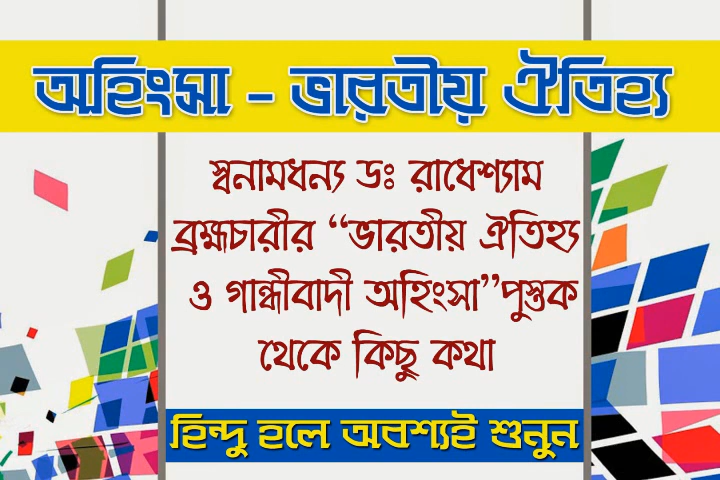 অহিংসা - ভারতীয় ঐতিহ্য
স্বনামধন্য ডঃ রাধেশ্যাম
ব্রহ্মচারীর “ভারতীয় ঐতিহ্য
ও গান্ধীবাদী অহিংসা”পুস্তক
থেকে কিছু কথা
হিন্দু হলে অবশ্যই শুনুন